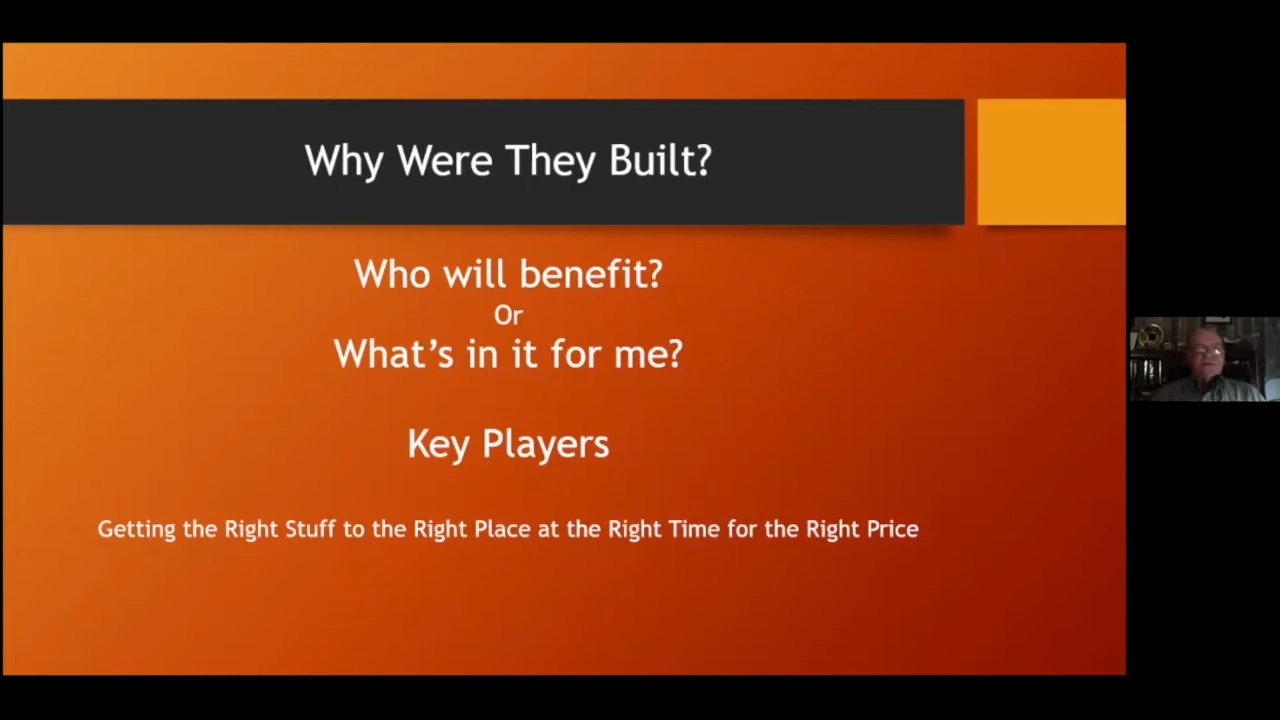 Why Were They Built?
Who will benefit?
Or
What's in it for me?
Key Players
Getting the Right Stuff to the Right Place at the Right Time for the Right Price